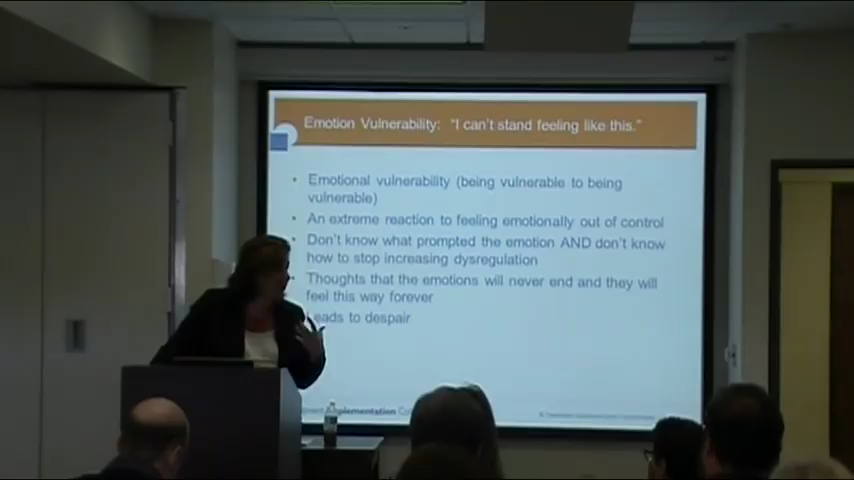 Emotion Vulnerability: "I can't stand feeling like this."
• Emotional vulnerability (being vulnerable to being
vulnerable)
• An extreme reaction to feeling emotionally out of control
• Don't know what prompted the emotion AND don't know
how to stop increasing dysregulation
• Thoughts that the emotions will never end and they will
feel this way forever
eads to despair
Implementation